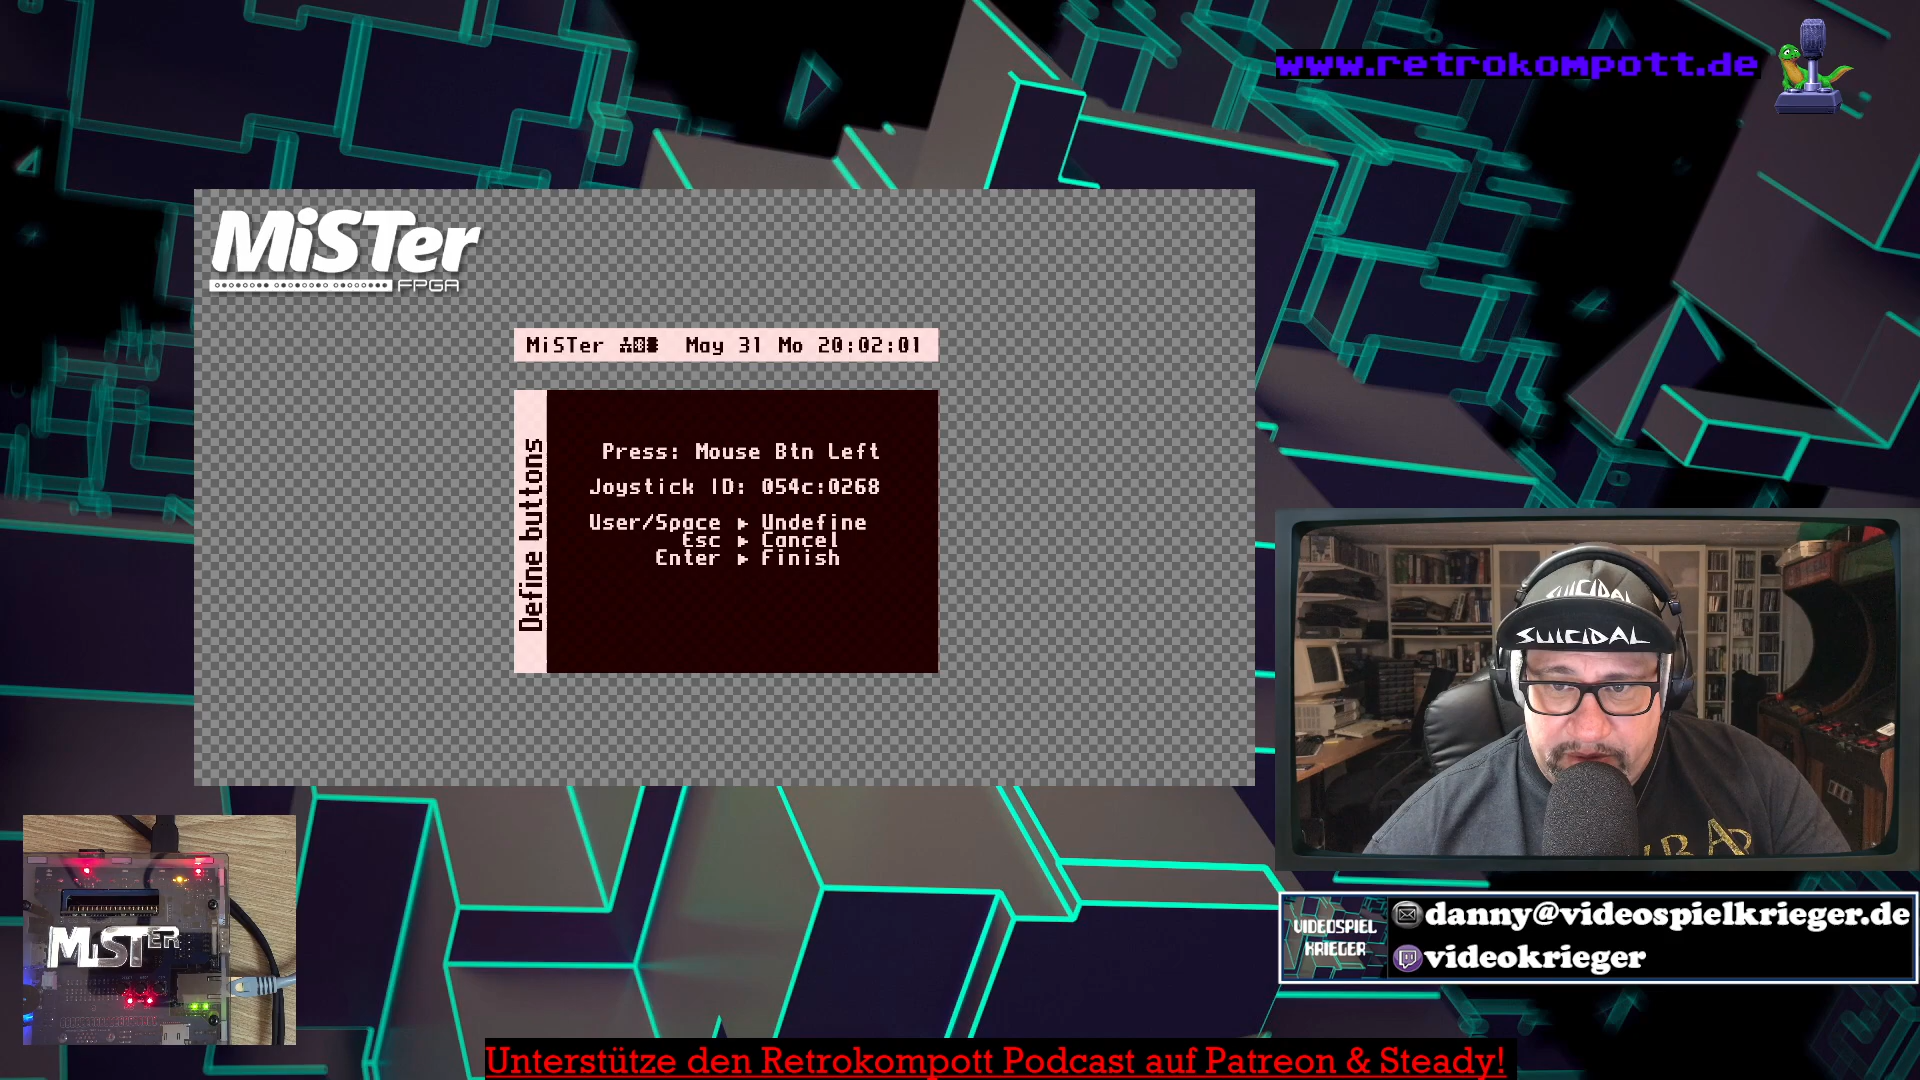 www.retrokompott.de
MiSTer
FPGA
MiSTer May 31 Mo 20:02:01
Define buttons
Press: Mouse Btn Left
Joystick ID: 054c:0268
User/Space ▸ Undefine
Esc ▸ Cancel
Enter ▸ Finish
SUICIDAL
SUICIDAL
MiSTER
VIDEOSPIEL
KRIEGER
danny@videospielkrieger.de
videokrieger
Unterstütze den Retrokompott Podcast auf Patreon & Steady!